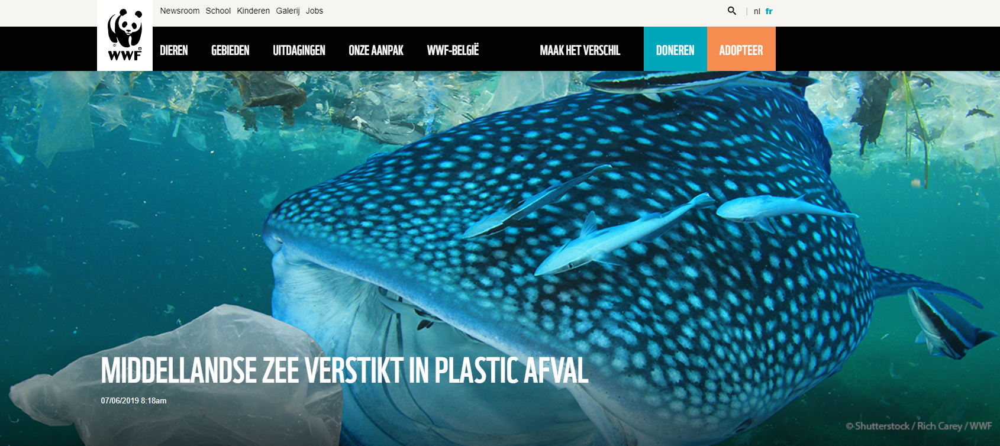 Newsroom School Kinderen Galerij Jobs
| nl fr
WWF
DIEREN GEBIEDEN UITDAGINGEN ONZE AANPAK WWF-BELGIË MAAK HET VERSCHIL DONEREN ADOPTEER
MIDDELLANDSE ZEE VERSTIKT IN PLASTIC AFVAL
07/06/2019 8:18am
© Shutterstock / Rich Carey / WWF